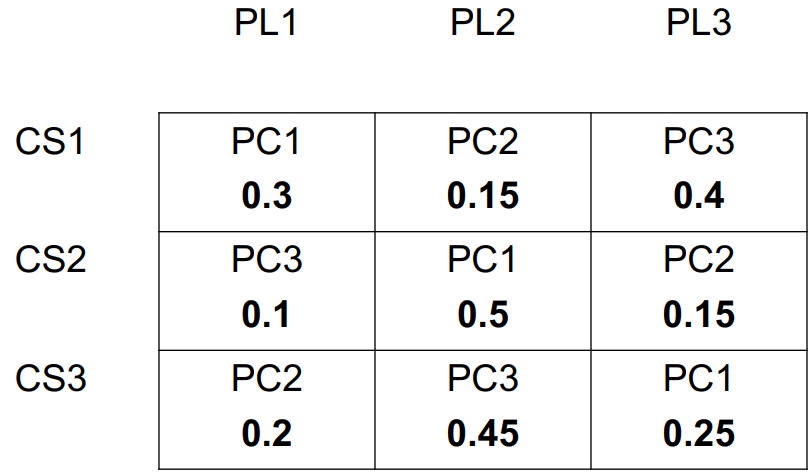 PL1 PL2 PL3
CS1 PC1 PC2 PC3
0.3 0.15 0.4
CS2 PC3 PC1 PC2
0.1 0.5 0.15
CS3 PC2 PC3 PC1
0.2 0.45 0.25